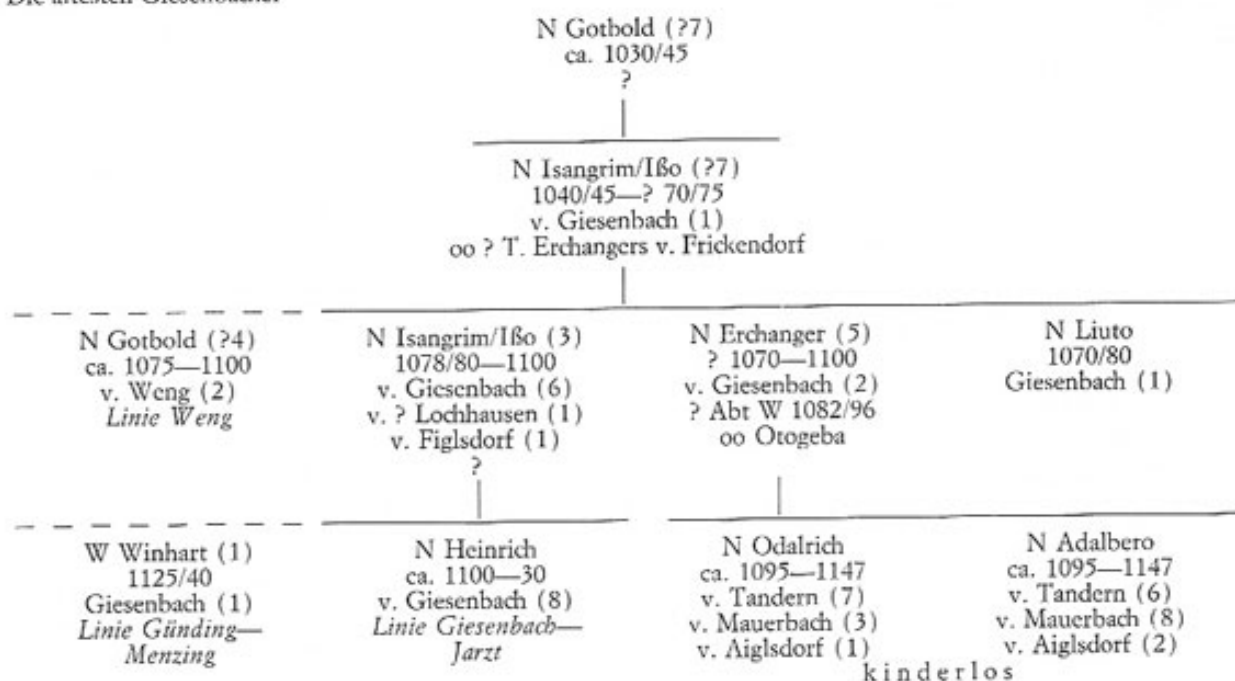 Die ältesten Giesenbacher
N Gotbold (?7)
ca. 1030/45
?
N Isangrim/Ißo (?7)
1040/45—? 70/75
v. Giesenbach (1)
oo ? T. Erchangers v. Frickendorf
N Gotbold (?4)
ca. 1075—1100
v. Weng (2)
Linie Weng
N Isangrim/Ißo (3)
1078/80—1100
v. Giesenbach (6)
v. ? Lochhausen (1)
v. Figlsdorf (1)
?
N Erchanger (5)
? 1070—1100
v. Giesenbach (2)
? Abt W 1082/96
oo Otogeba
N Liuto
1070/80
Giesenbach (1)
W Winhart (1)
1125/40
Giesenbach (1)
Linie Günding—
Menzing
N Heinrich
ca. 1100—30
v. Giesenbach (8)
Linie Giesenbach—
Jarzt
N Odalrich
ca. 1095—1147
v. Tandern (7)
v. Mauerbach (3)
v. Aiglsdorf (1)
N Adalbero
ca. 1095—1147
v. Tandern (6)
v. Mauerbach (8)
v. Aiglsdorf (2)
kinderlos